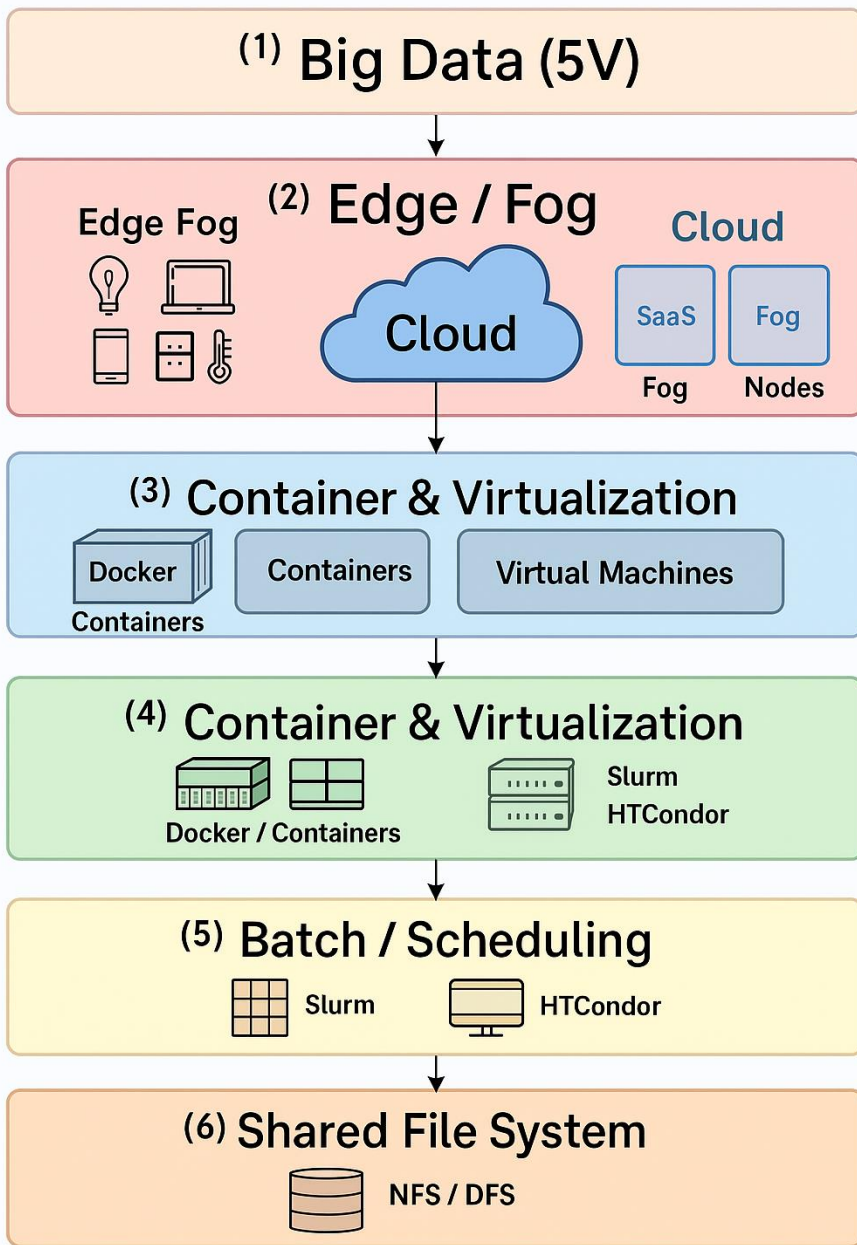 (1) Big Data (5V)
(2) Edge / Fog
Edge Fog
Cloud
Cloud
SaaS
Fog
Fog
Nodes
(3) Container & Virtualization
Docker
Containers
Containers
Virtual Machines
(4) Container & Virtualization
Docker / Containers
Slurm
HTCondor
(5) Batch / Scheduling
Slurm
HTCondor
(6) Shared File System
NFS / DFS